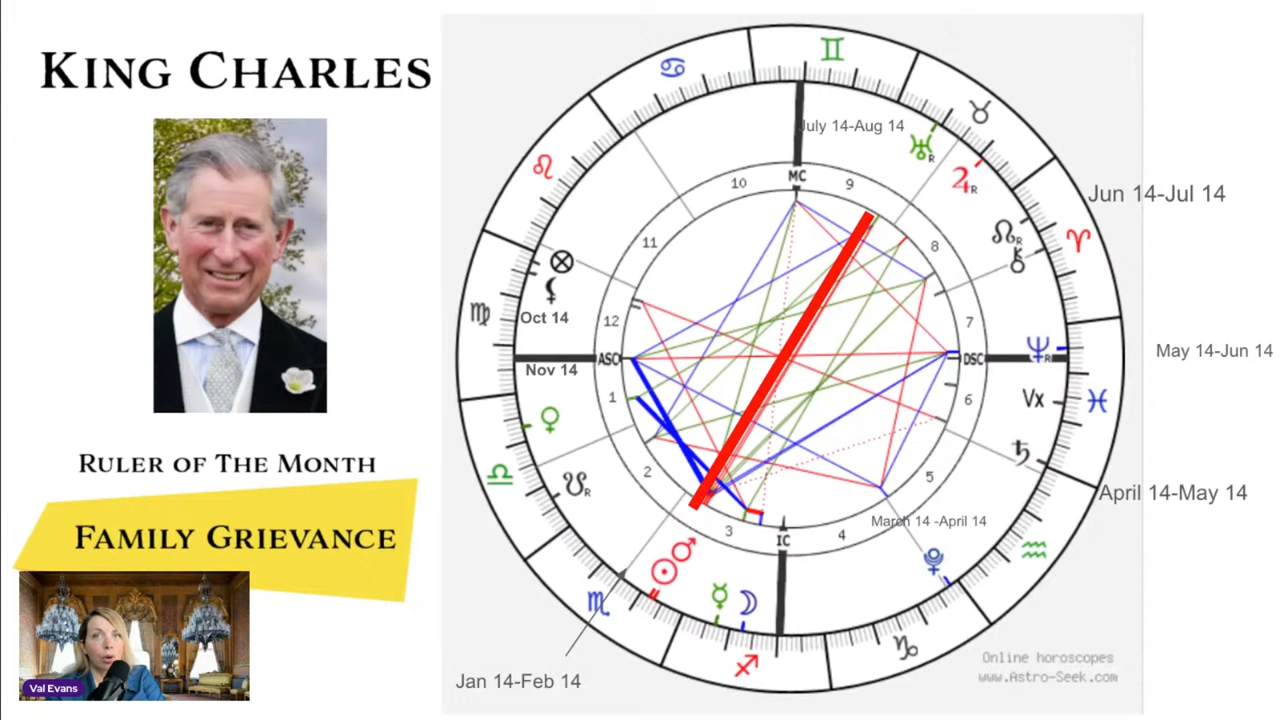 KING CHARLES
RULER OF THE MONTH
FAMILY GRIEVANCE
Val Evans
July 14-Aug 14
Jun 14-Jul 14
May 14-Jun 14
April 14-May 14
March 14 -April 14
Jan 14-Feb 14
Oct 14
Nov 14
MC
ASC
DSC
IC
10
9
11
8
12
7
1
6
2
5
3
4
R
R
R
R
R
Vx
Online horoscopes
www.Astro-Seek.com